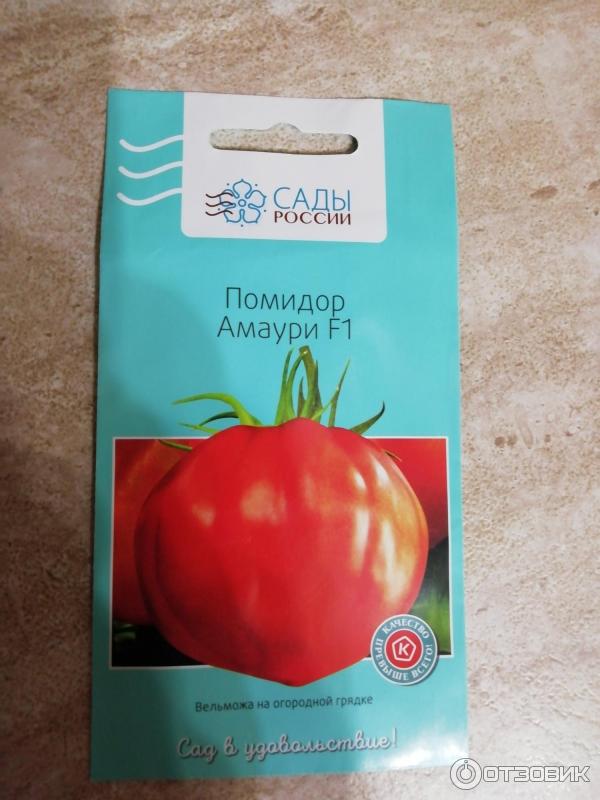 САДЫ
РОССИИ
Помидор
Амаури F1
КАЧЕСТВО
ПРЕВЫШЕ ВСЕГО!
К
Вельможа на огородной грядке
Сад в удовольствие!
ОТЗОВИК